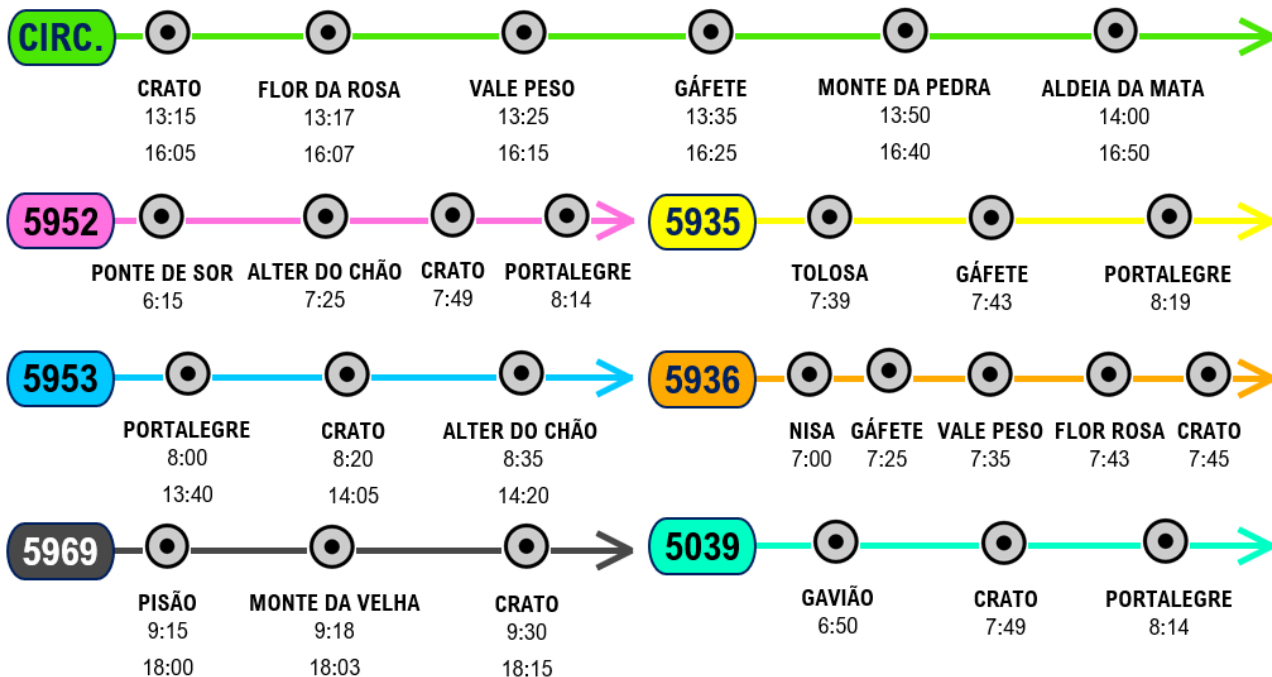 CIRC.
CRATO FLOR DA ROSA VALE PESO GÁFETE MONTE DA PEDRA ALDEIA DA MATA
13:15 13:17 13:25 13:35 13:50 14:00
16:05 16:07 16:15 16:25 16:40 16:50
5952
PONTE DE SOR ALTER DO CHÃO CRATO PORTALEGRE
6:15 7:25 7:49 8:14
5935
TOLOSA GÁFETE PORTALEGRE
7:39 7:43 8:19
5953
PORTALEGRE CRATO ALTER DO CHÃO
8:00 8:20 8:35
13:40 14:05 14:20
5936
NISA GÁFETE VALE PESO FLOR ROSA CRATO
7:00 7:25 7:35 7:43 7:45
5969
PISÃO MONTE DA VELHA CRATO
9:15 9:18 9:30
18:00 18:03 18:15
5039
GAVIÃO CRATO PORTALEGRE
6:50 7:49 8:14